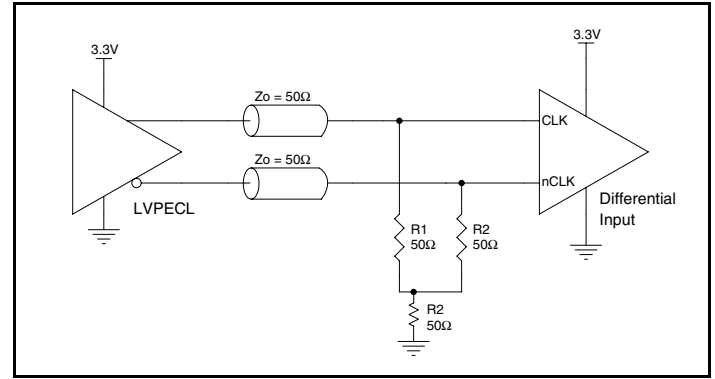 3.3V
3.3V
Zo = 50Ω
CLK
Zo = 50Ω
nCLK
LVPECL
Differential
Input
R1
50Ω
R2
50Ω
R2
50Ω